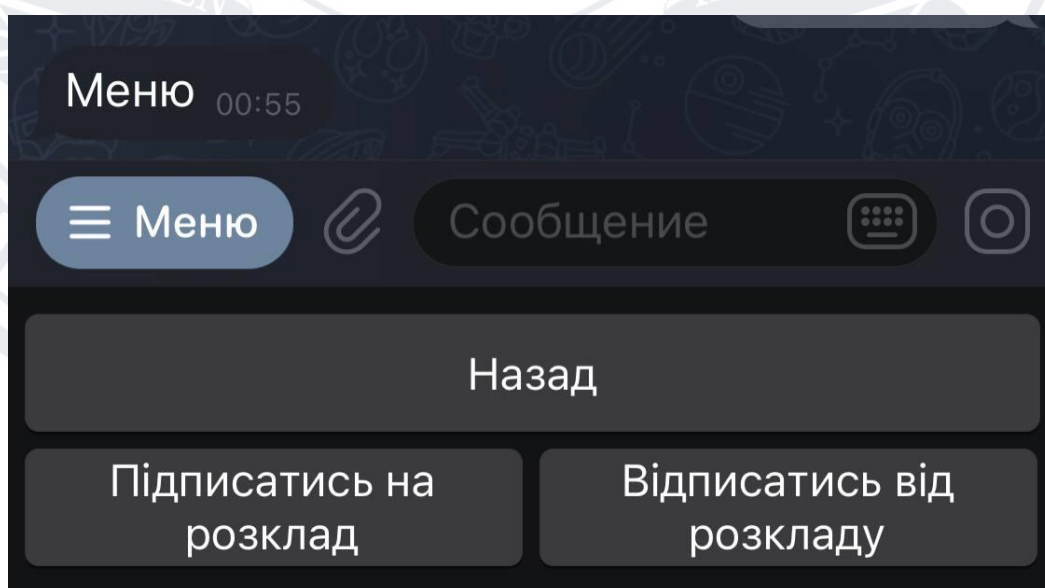 Меню 00:55
Меню Сообщение
Назад
Підписатись на
розклад
Відписатись від
розкладу